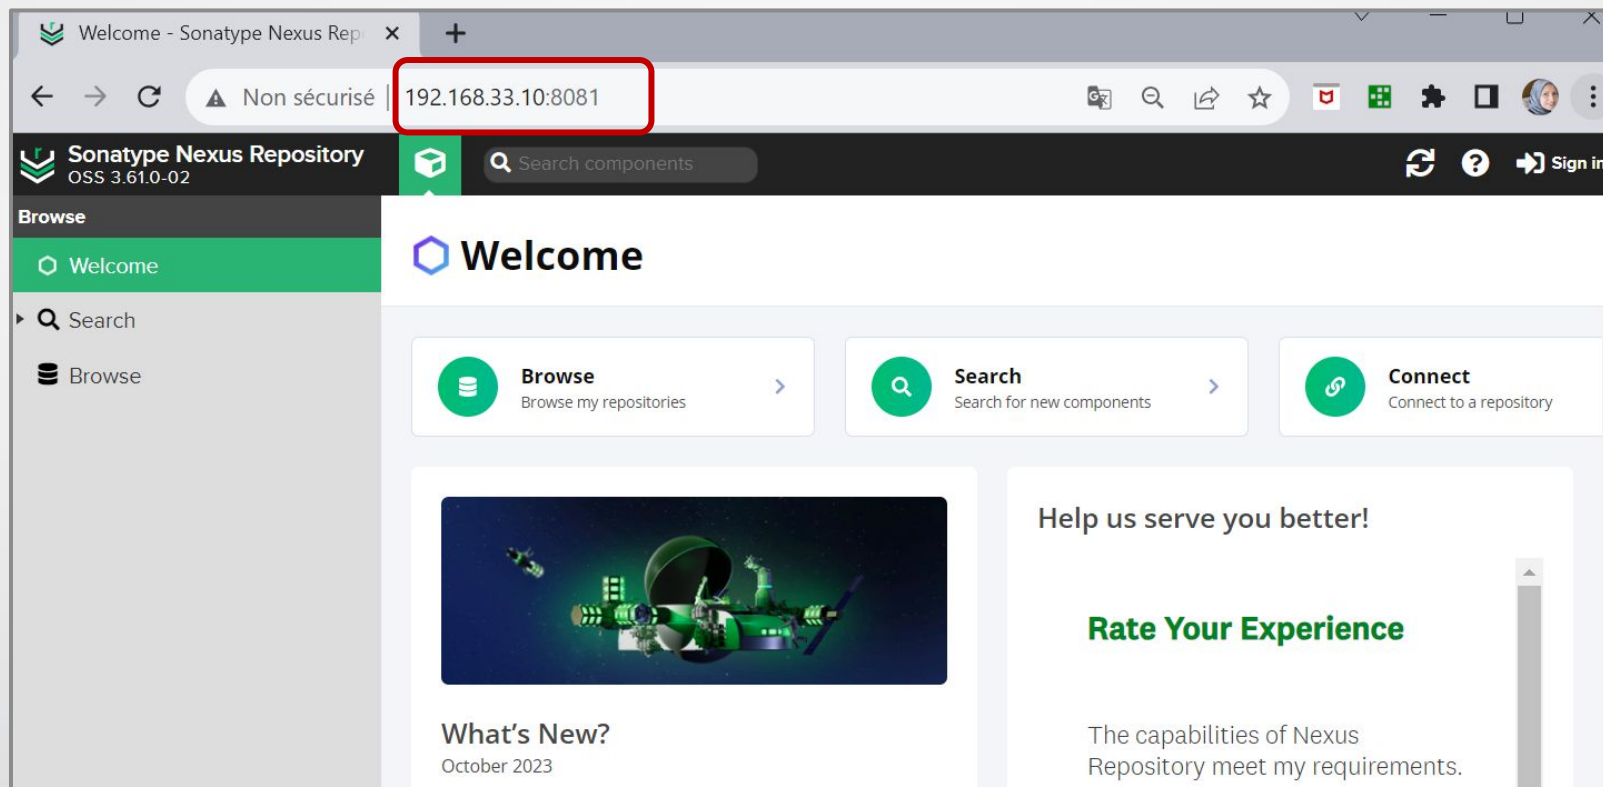 Welcome - Sonatype Nexus Rep
Non sécurisé
192.168.33.10:8081
Sonatype Nexus Repository
OSS 3.61.0-02
Search components
Sign in
Browse
Welcome
Search
Browse
Welcome
Browse
Browse my repositories
Search
Search for new components
Connect
Connect to a repository
What's New?
October 2023
Help us serve you better!
Rate Your Experience
The capabilities of Nexus
Repository meet my requirements.